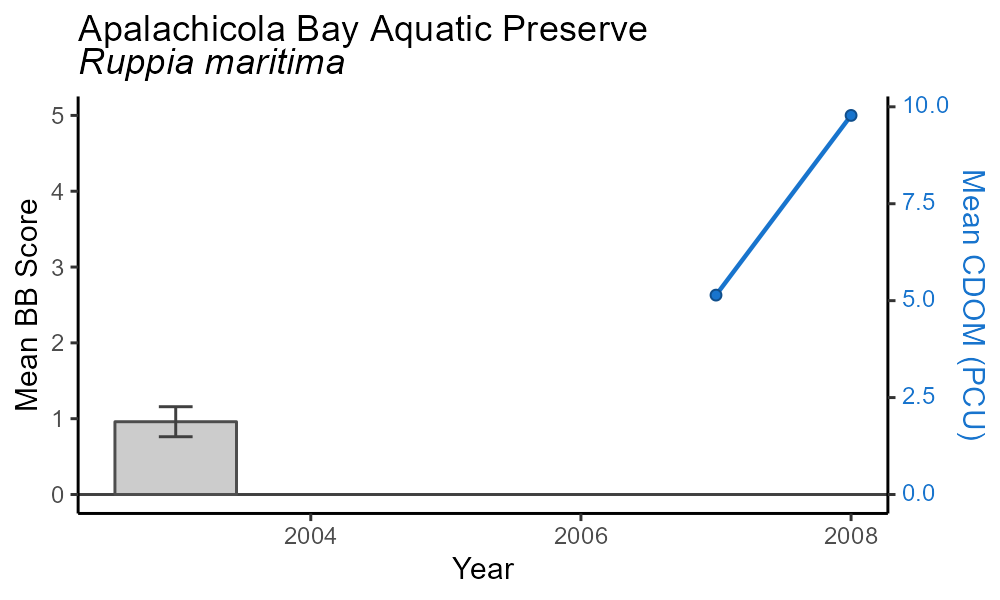 Apalachicola Bay Aquatic Preserve
Ruppia maritima
Mean BB Score
5
4
3
2
1
0
10.0
7.5
5.0
2.5
0.0
Mean CDOM (PCU)
2004
2006
2008
Year